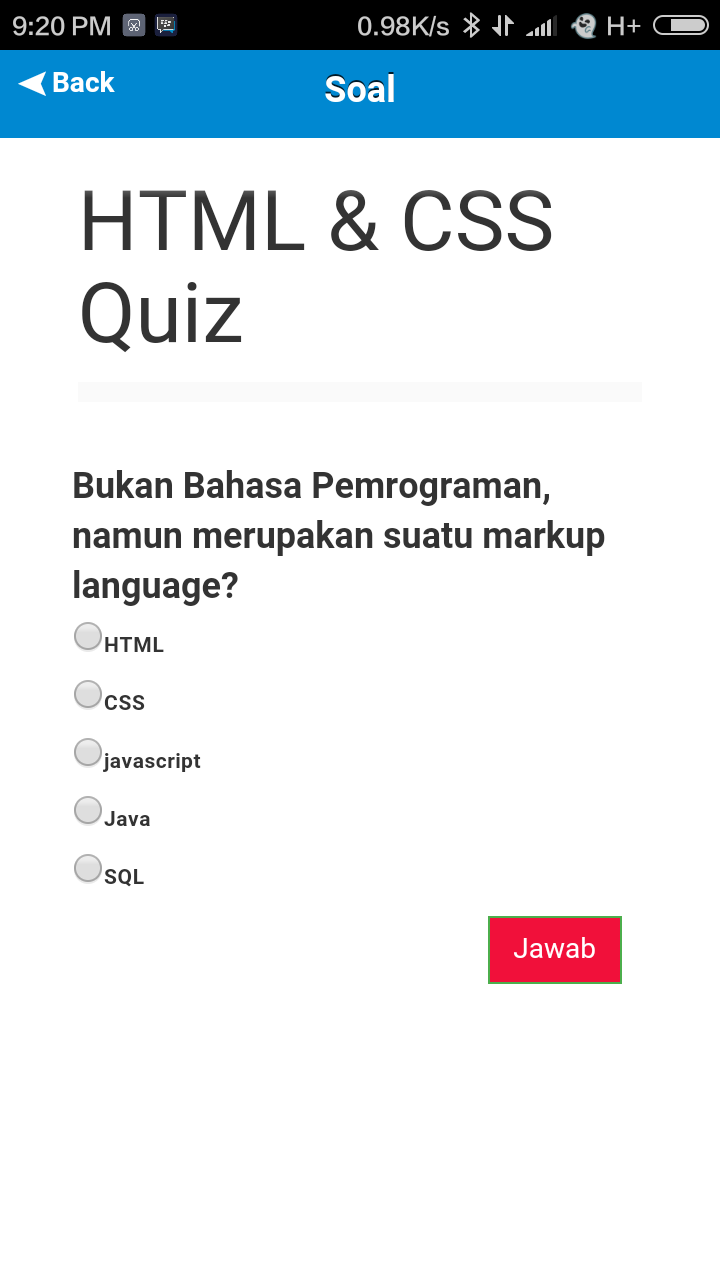 9:20 PM 0.98K/s H+
Back Soal
HTML & CSS
Quiz
Bukan Bahasa Pemrograman,
namun merupakan suatu markup
language?
HTML
CSS
javascript
Java
SQL
Jawab